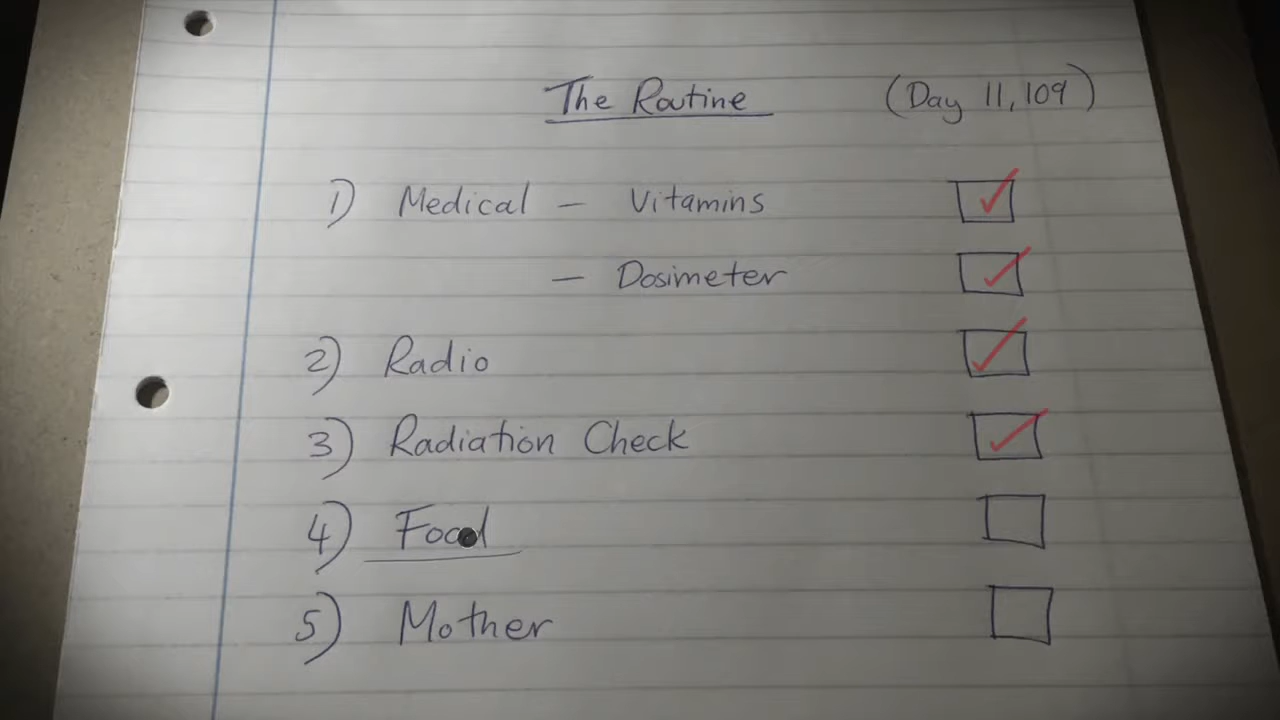 The Routine (Day 11,109)
1) Medical - Vitamins
- Dosimeter
2) Radio
3) Radiation Check
4) Food
5) Mother